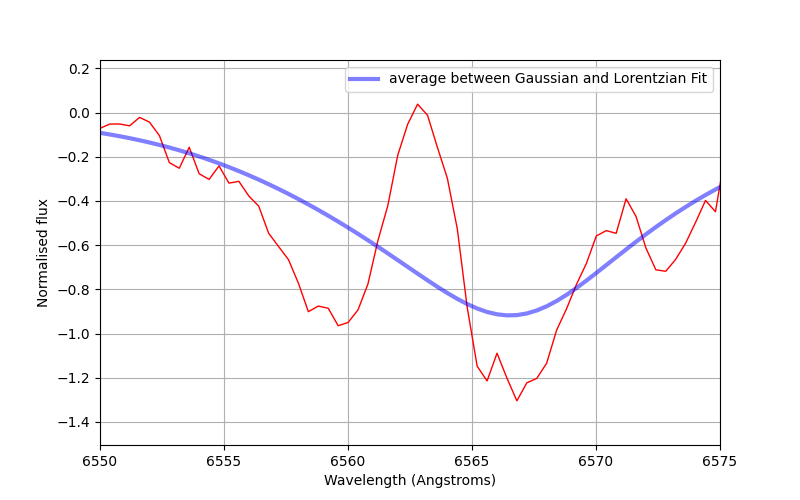 average between Gaussian and Lorentzian Fit
0.2
0.0
−0.2
−0.4
−0.6
−0.8
−1.0
−1.2
−1.4
Normalised flux
6550 6555 6560 6565 6570 6575
Wavelength (Angstroms)